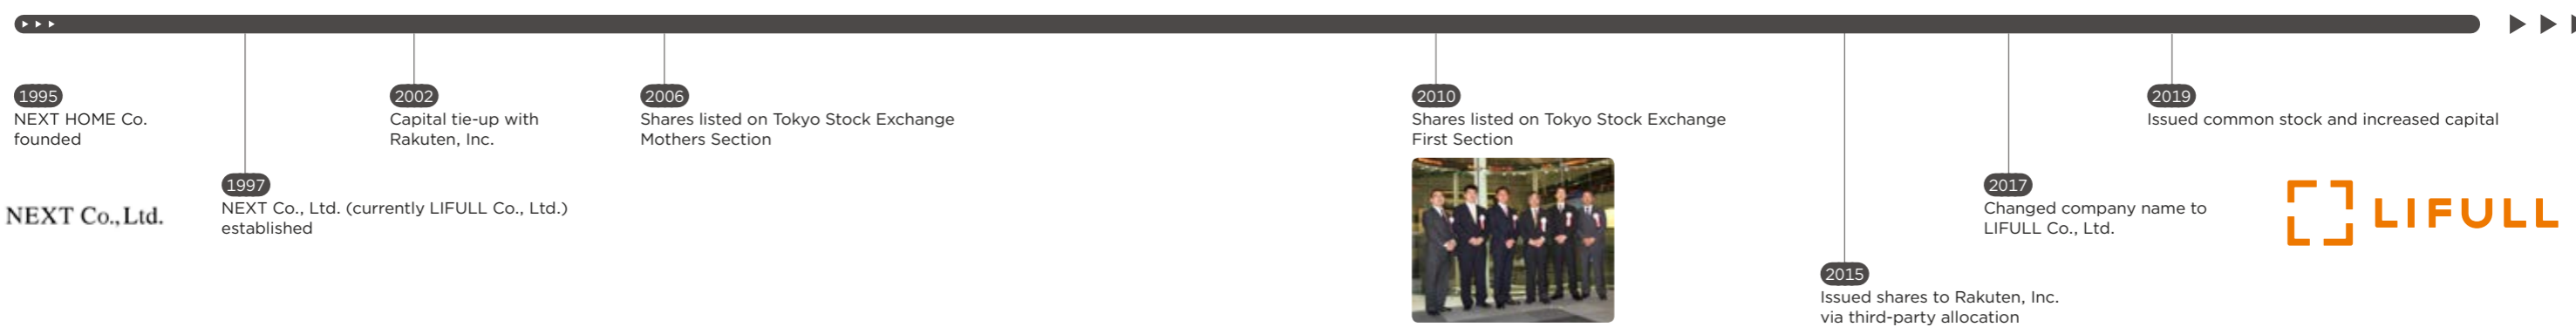 1995
NEXT HOME Co.
founded
NEXT Co., Ltd.
1997
NEXT Co., Ltd. (currently LIFULL Co., Ltd.)
established
2002
Capital tie-up with
Rakuten, Inc.
2006
Shares listed on Tokyo Stock Exchange
Mothers Section
2010
Shares listed on Tokyo Stock Exchange
First Section
2015
Issued shares to Rakuten, Inc.
via third-party allocation
2017
Changed company name to
LIFULL Co., Ltd.
2019
Issued common stock and increased capital
LIFULL